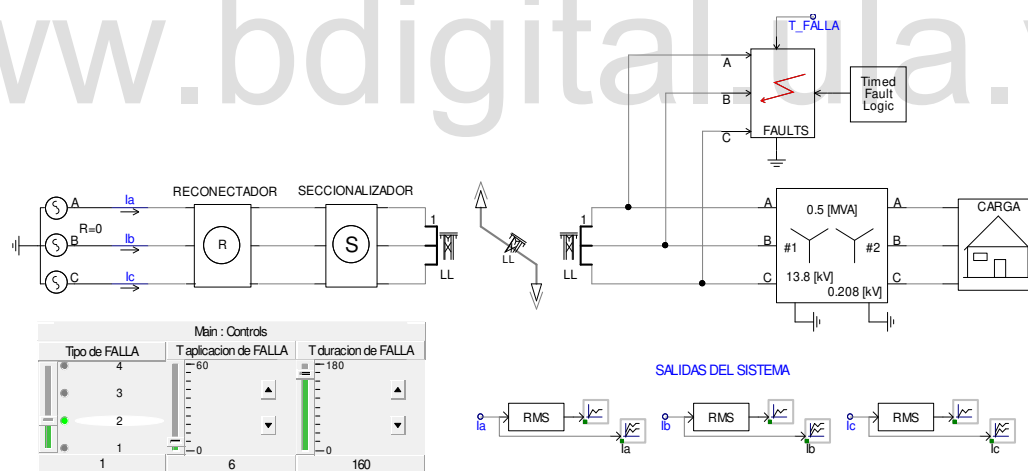 ww.bdigital.ula.v
T_FALLA
A
B
C
FAULTS
Timed
Fault
Logic
RECONECTADOR
SECCIONALIZADOR
A
B
C
R=0
Ia
Ib
Ic
R
S
1
LL
LL
1
LL
A
B
C
0.5 [MVA]
#1
#2
13.8 [kV]
0.208 [kV]
A
B
C
CARGA
Main : Controls
Tipo de FALLA
T aplicacion de FALLA
T duracion de FALLA
4
3
2
1
60
0
180
0
1
6
160
SALIDAS DEL SISTEMA
Ia
RMS
Ia
Ib
RMS
Ib
Ic
RMS
Ic